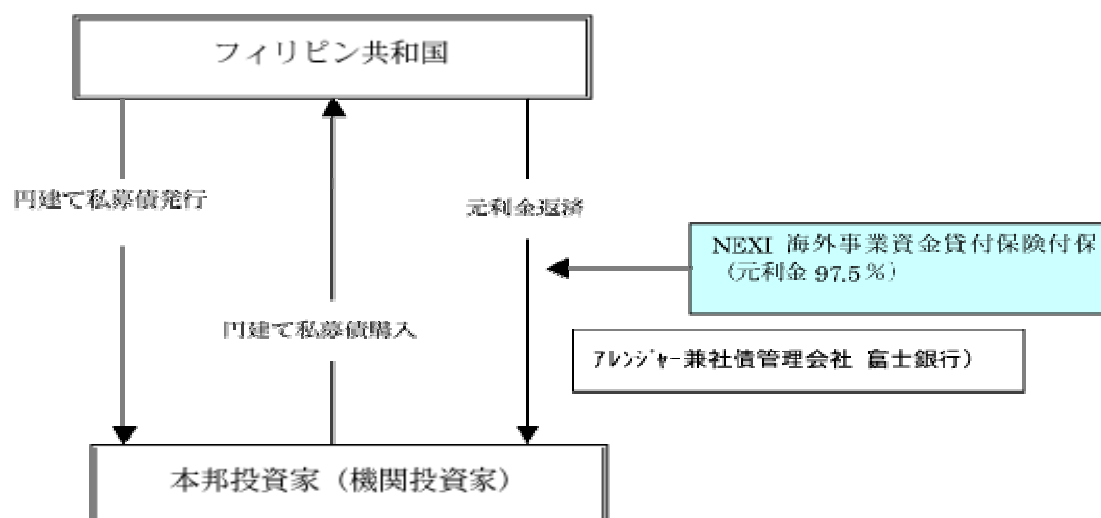 フィリピン共和国
円建て私募債発行
元利金返済
NEXI 海外事業資金貸付保険付保
（元利金 97.5％）
円建て私募債購入
ｱﾚﾝｼﾞｬｰ兼社債管理会社 富士銀行）
本邦投資家（機関投資家）